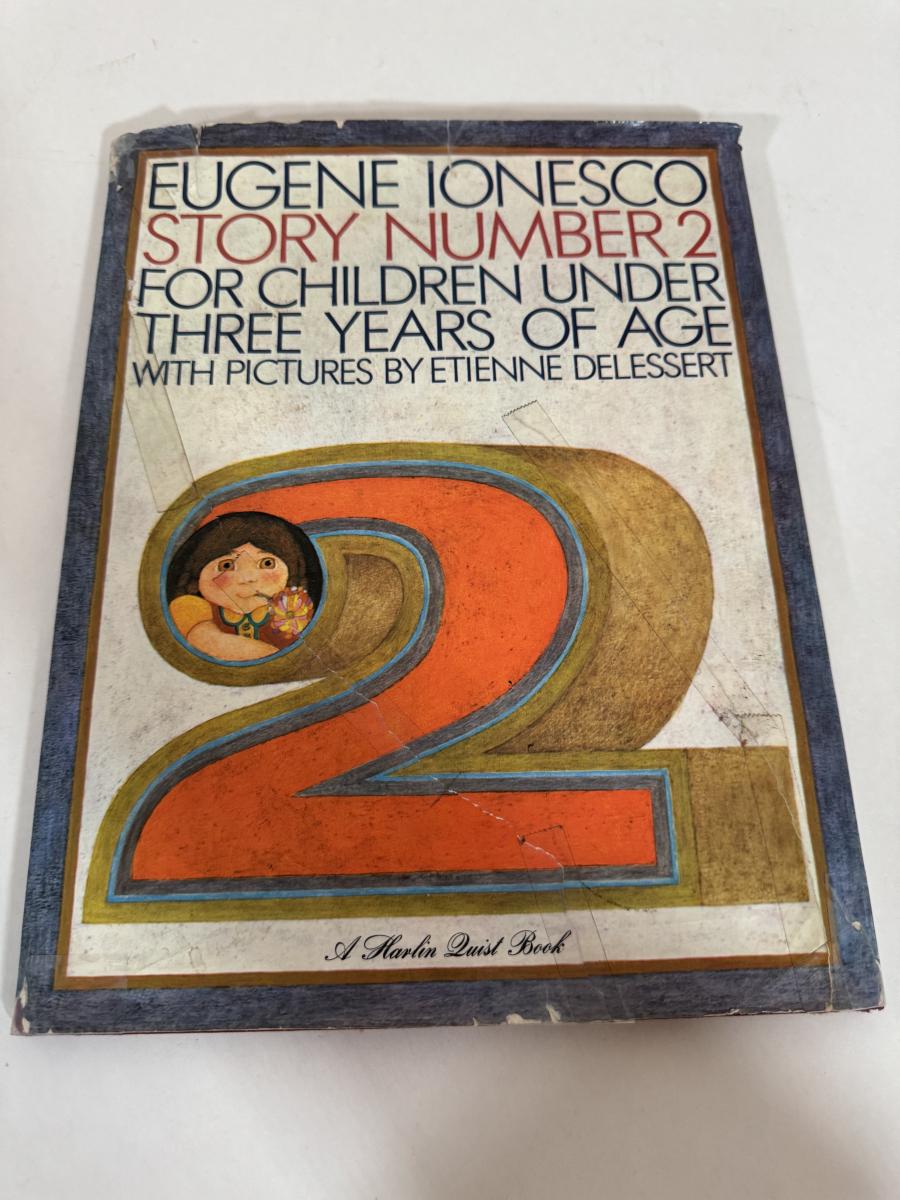 EUGENE IONESCO
STORY NUMBER 2
FOR CHILDREN UNDER
THREE YEARS OF AGE
WITH PICTURES BY ETIENNE DELESSERT
2
A Harlin Quist Book